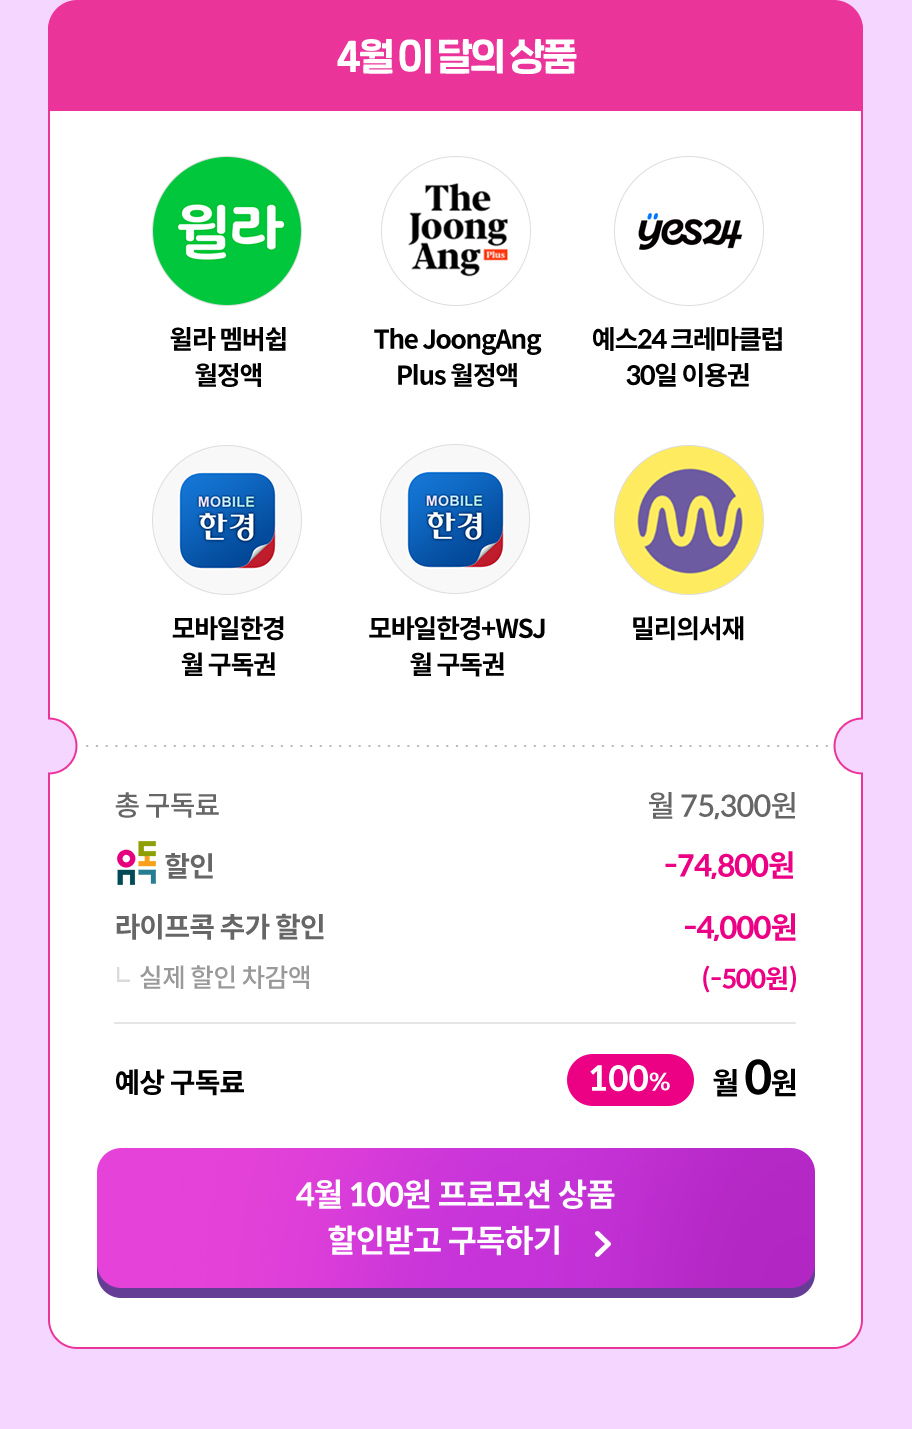 4월 이 달의 상품
윌라
The
Joong
Ang Plus
yes24
윌라 멤버쉽
월정액
The JoongAng
Plus 월정액
예스24 크레마클럽
30일 이용권
MOBILE
한경
MOBILE
한경
모바일한경
월 구독권
모바일한경+WSJ
월 구독권
밀리의서재
총 구독료
월 75,300원
유독 할인
-74,800원
라이프콕 추가 할인
-4,000원
실제 할인 차감액
(-500원)
예상 구독료
100% 월 0원
4월 100원 프로모션 상품
할인받고 구독하기